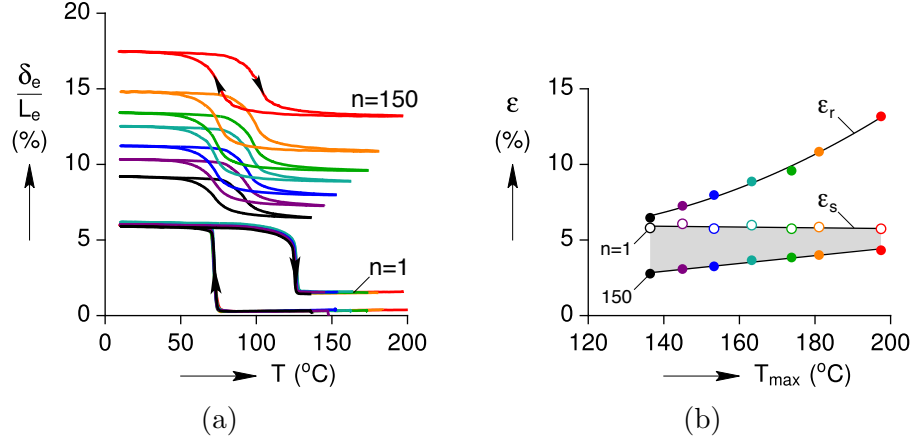 δe
Le
(%)
20
15
10
5
0
0 50 100 150 200
T (oC)
n=150
n=1
(a)
ε
(%)
15
10
5
0
120 140 160 180 200
Tmax (oC)
εr
εs
n=1
150
(b)